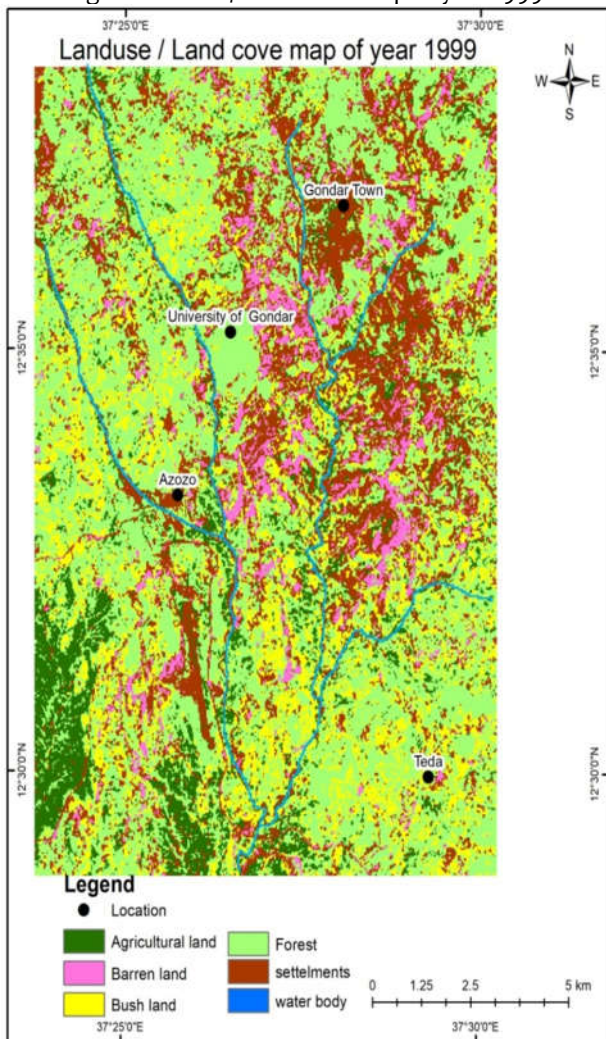 37°25'0"E 37°30'0"E
Landuse / Land cove map of year 1999
N
W E
S
Gondar Town
University of Gondar
12°35'0"N 12°35'0"N
Azozo
12°30'0"N 12°30'0"N
Teda
Legend
Location
Agricultural land Forest
Barren land settelments
Bush land water body
0 1.25 2.5 5 km
37°25'0"E 37°30'0"E